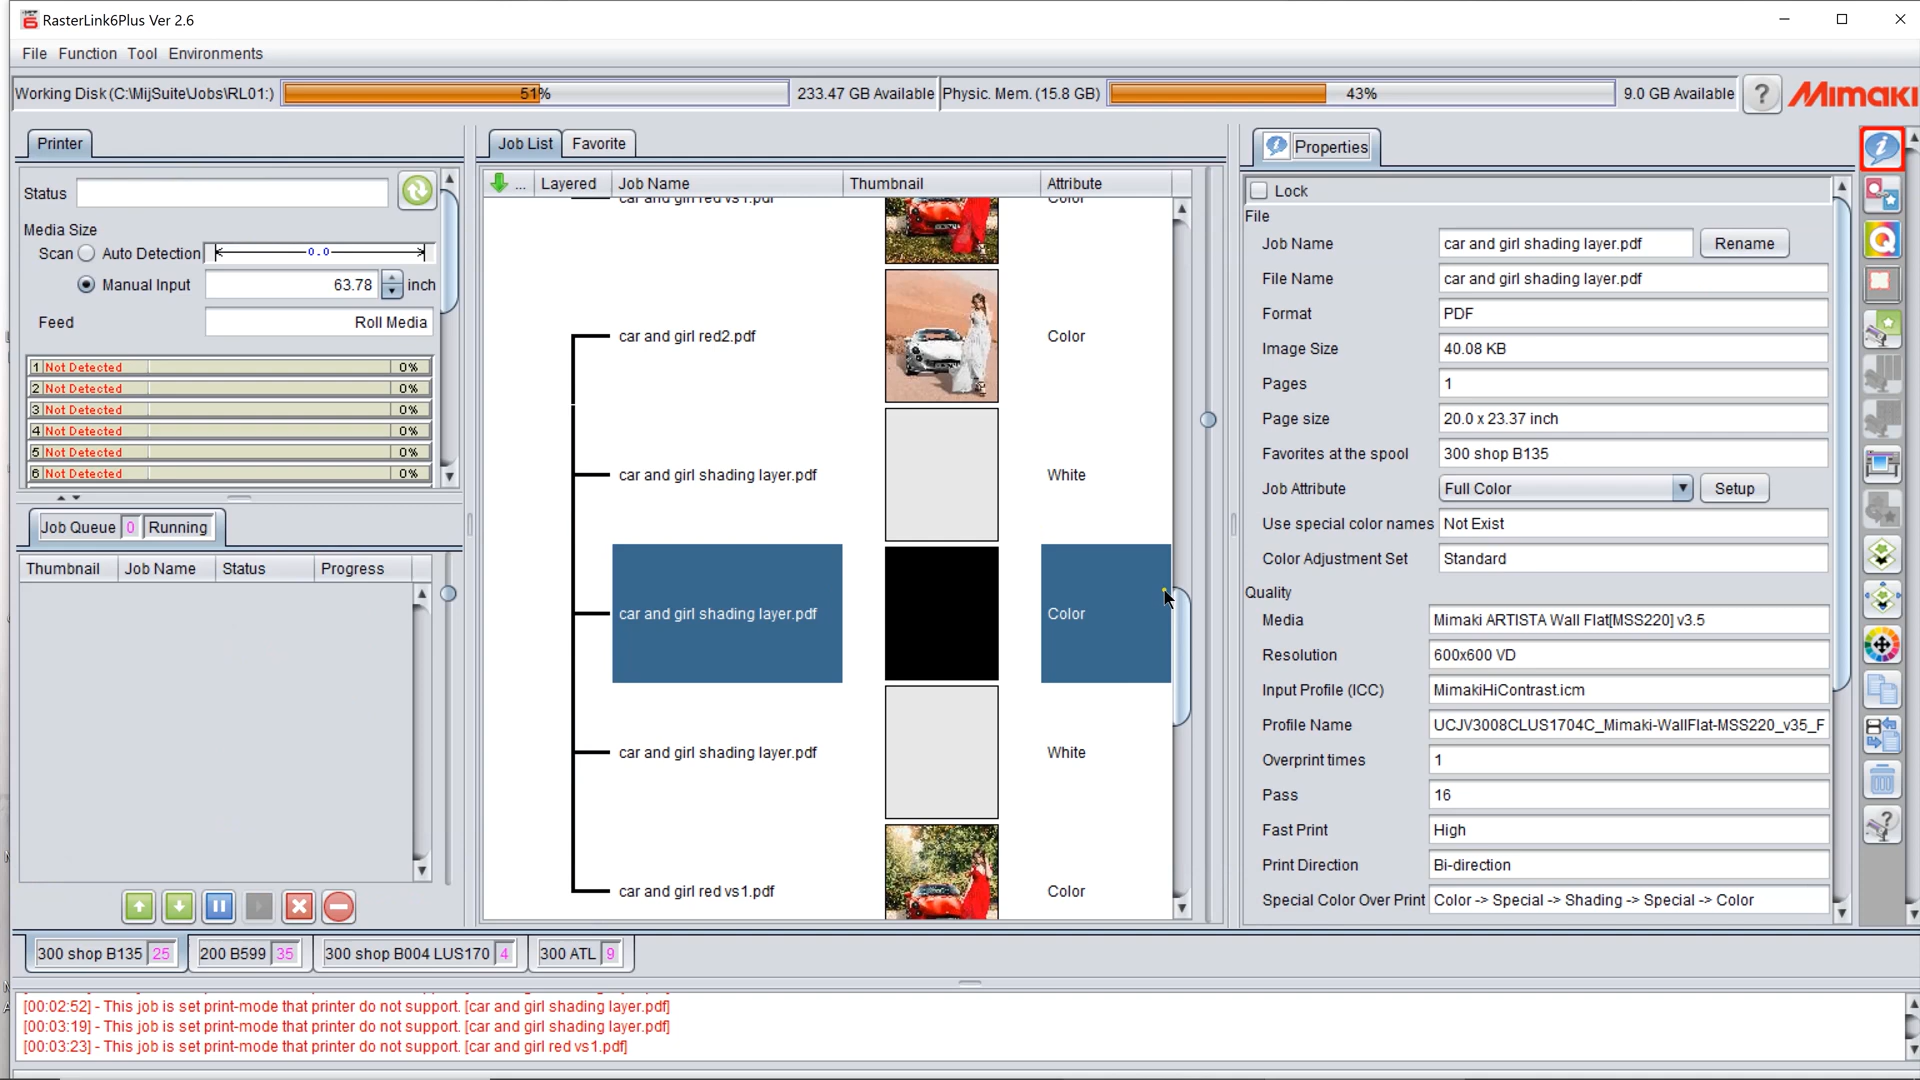 RasterLink6Plus Ver 2.6
File Function Tool Environments
Working Disk (C:\MijSuite\Jobs\RL01:) 51% 233.47 GB Available Physic. Mem. (15.8 GB) 43% 9.0 GB Available ? Mimaki
Printer
Status
Media Size
Scan Auto Detection 0.0
Manual Input 63.78 inch
Feed Roll Media
1 Not Detected 0%
2 Not Detected 0%
3 Not Detected 0%
4 Not Detected 0%
5 Not Detected 0%
6 Not Detected 0%
Job Queue 0 Running
Thumbnail Job Name Status Progress
Job List Favorite
... Layered Job Name Thumbnail Attribute
car and girl red vs1.pdf Color
car and girl red2.pdf Color
car and girl shading layer.pdf White
car and girl shading layer.pdf Color
car and girl shading layer.pdf White
car and girl red vs1.pdf Color
Properties
Lock
File
Job Name car and girl shading layer.pdf Rename
File Name car and girl shading layer.pdf
Format PDF
Image Size 40.08 KB
Pages 1
Page size 20.0 x 23.37 inch
Favorites at the spool 300 shop B135
Job Attribute Full Color Setup
Use special color names Not Exist
Color Adjustment Set Standard
Quality
Media Mimaki ARTISTA Wall Flat[MSS220] v3.5
Resolution 600x600 VD
Input Profile (ICC) MimakiHiContrast.icm
Profile Name UCJV3008CLUS1704C_Mimaki-WallFlat-MSS220_v35_F
Overprint times 1
Pass 16
Fast Print High
Print Direction Bi-direction
Special Color Over Print Color -> Special -> Shading -> Special -> Color
300 shop B135 25 200 B599 35 300 shop B004 LUS170 4 300 ATL 9
[00:02:52] - This job is set print-mode that printer do not support. [car and girl shading layer.pdf]
[00:03:19] - This job is set print-mode that printer do not support. [car and girl shading layer.pdf]
[00:03:23] - This job is set print-mode that printer do not support. [car and girl red vs1.pdf]